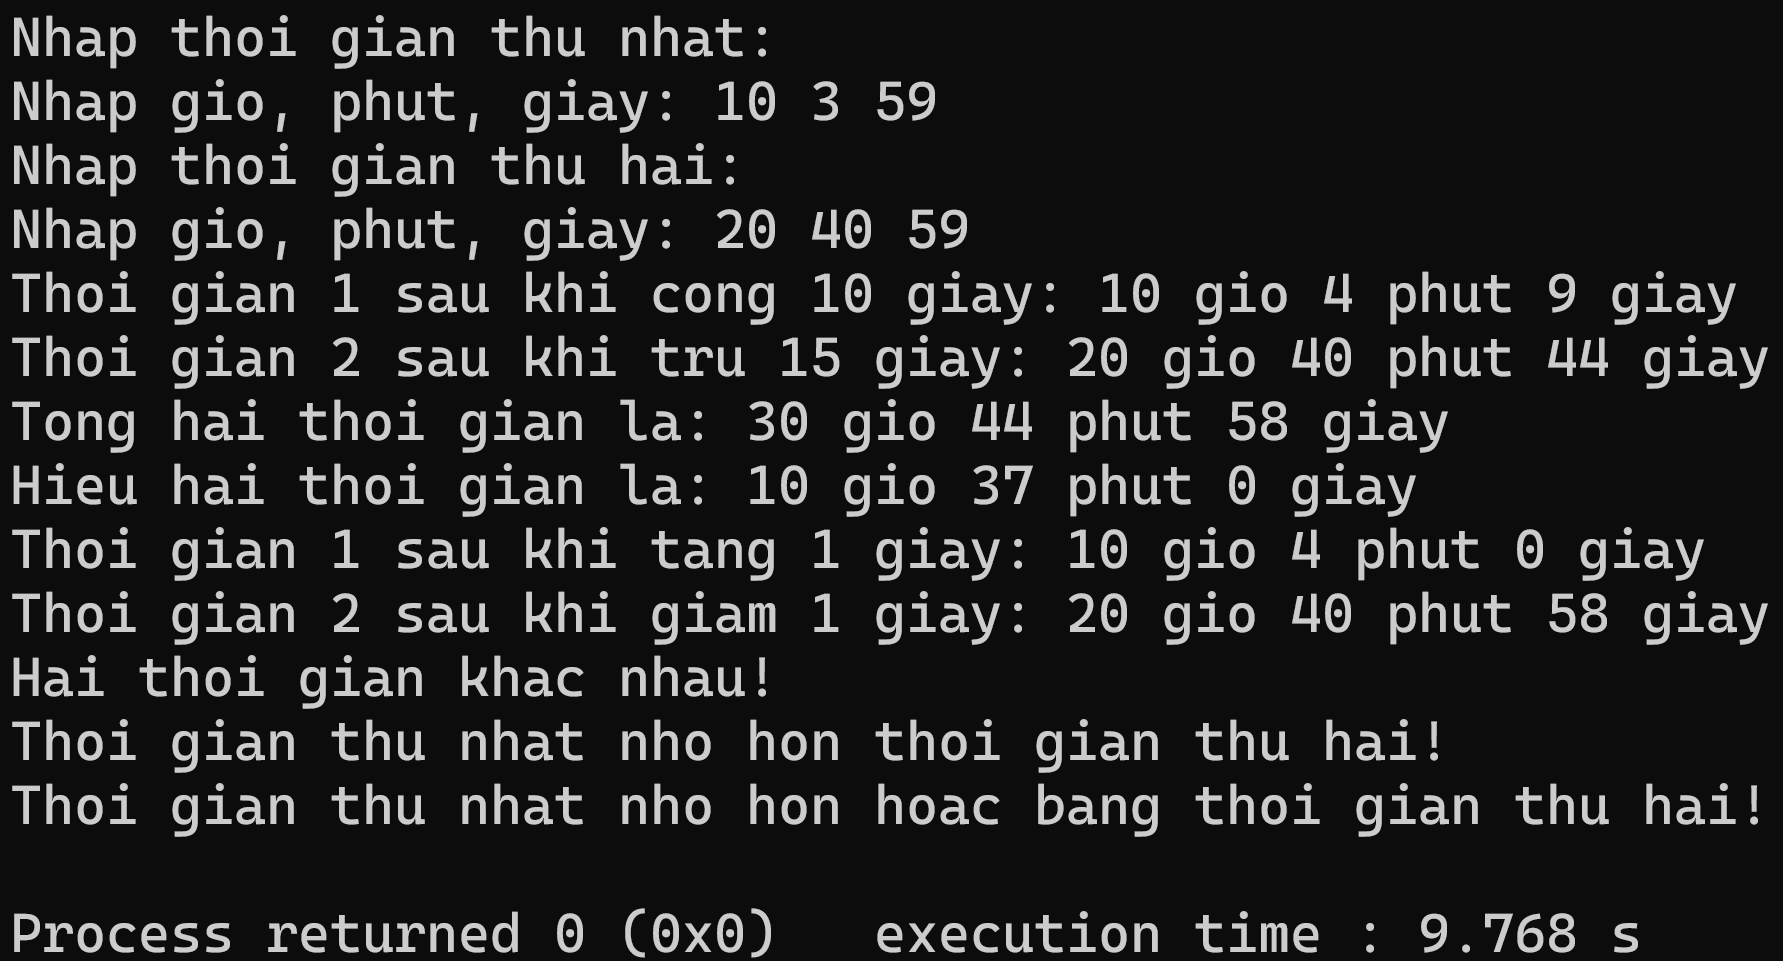 Nhap thoi gian thu nhat:
Nhap gio, phut, giay: 10 3 59
Nhap thoi gian thu hai:
Nhap gio, phut, giay: 20 40 59
Thoi gian 1 sau khi cong 10 giay: 10 gio 4 phut 9 giay
Thoi gian 2 sau khi tru 15 giay: 20 gio 40 phut 44 giay
Tong hai thoi gian la: 30 gio 44 phut 58 giay
Hieu hai thoi gian la: 10 gio 37 phut 0 giay
Thoi gian 1 sau khi tang 1 giay: 10 gio 4 phut 0 giay
Thoi gian 2 sau khi giam 1 giay: 20 gio 40 phut 58 giay
Hai thoi gian khac nhau!
Thoi gian thu nhat nho hon thoi gian thu hai!
Thoi gian thu nhat nho hon hoac bang thoi gian thu hai!
Process returned 0 (0x0)   execution time : 9.768 s